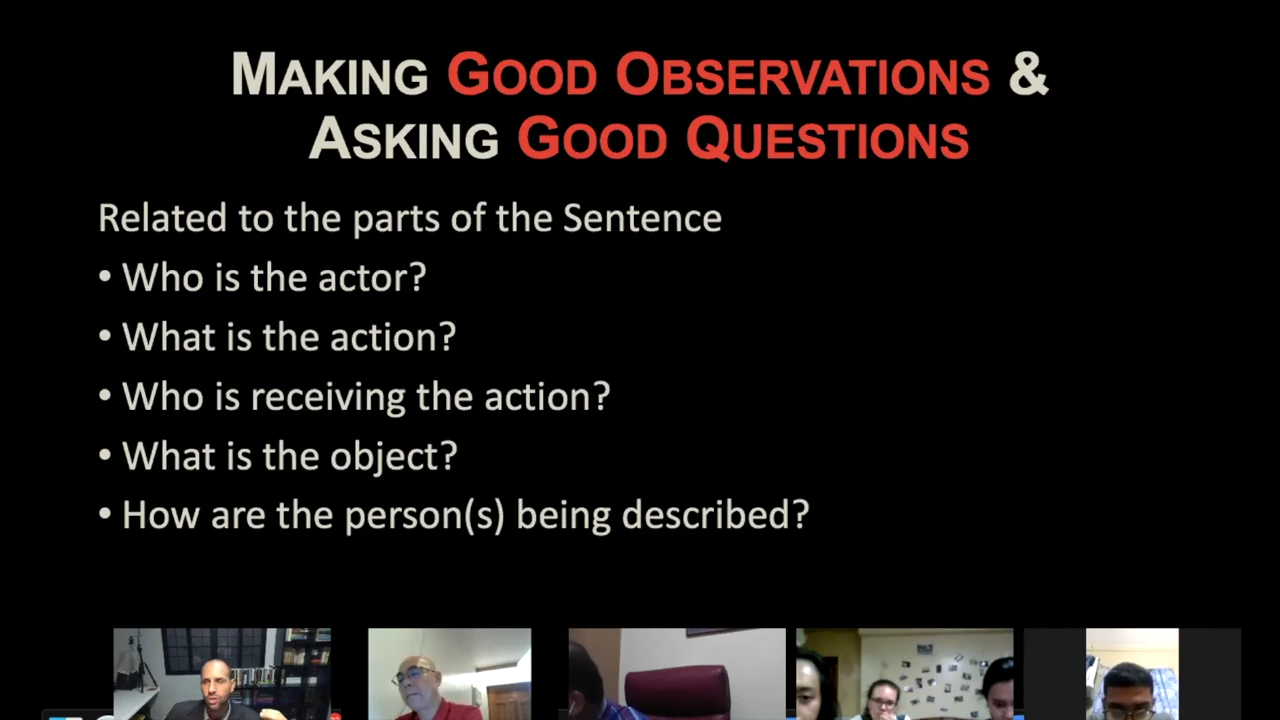 MAKING GOOD OBSERVATIONS &
ASKING GOOD QUESTIONS
Related to the parts of the Sentence
• Who is the actor?
• What is the action?
• Who is receiving the action?
• What is the object?
• How are the person(s) being described?